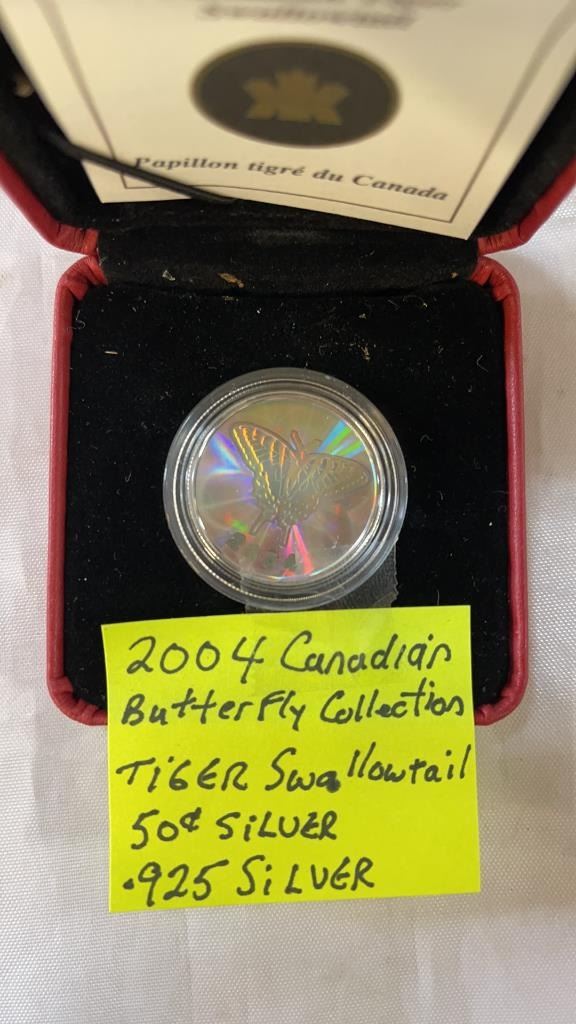 Papillon tigré du Canada
2004 Canadian
Butterfly Collection
TIGER Swallowtail
50¢ SILVER
.925 SILVER